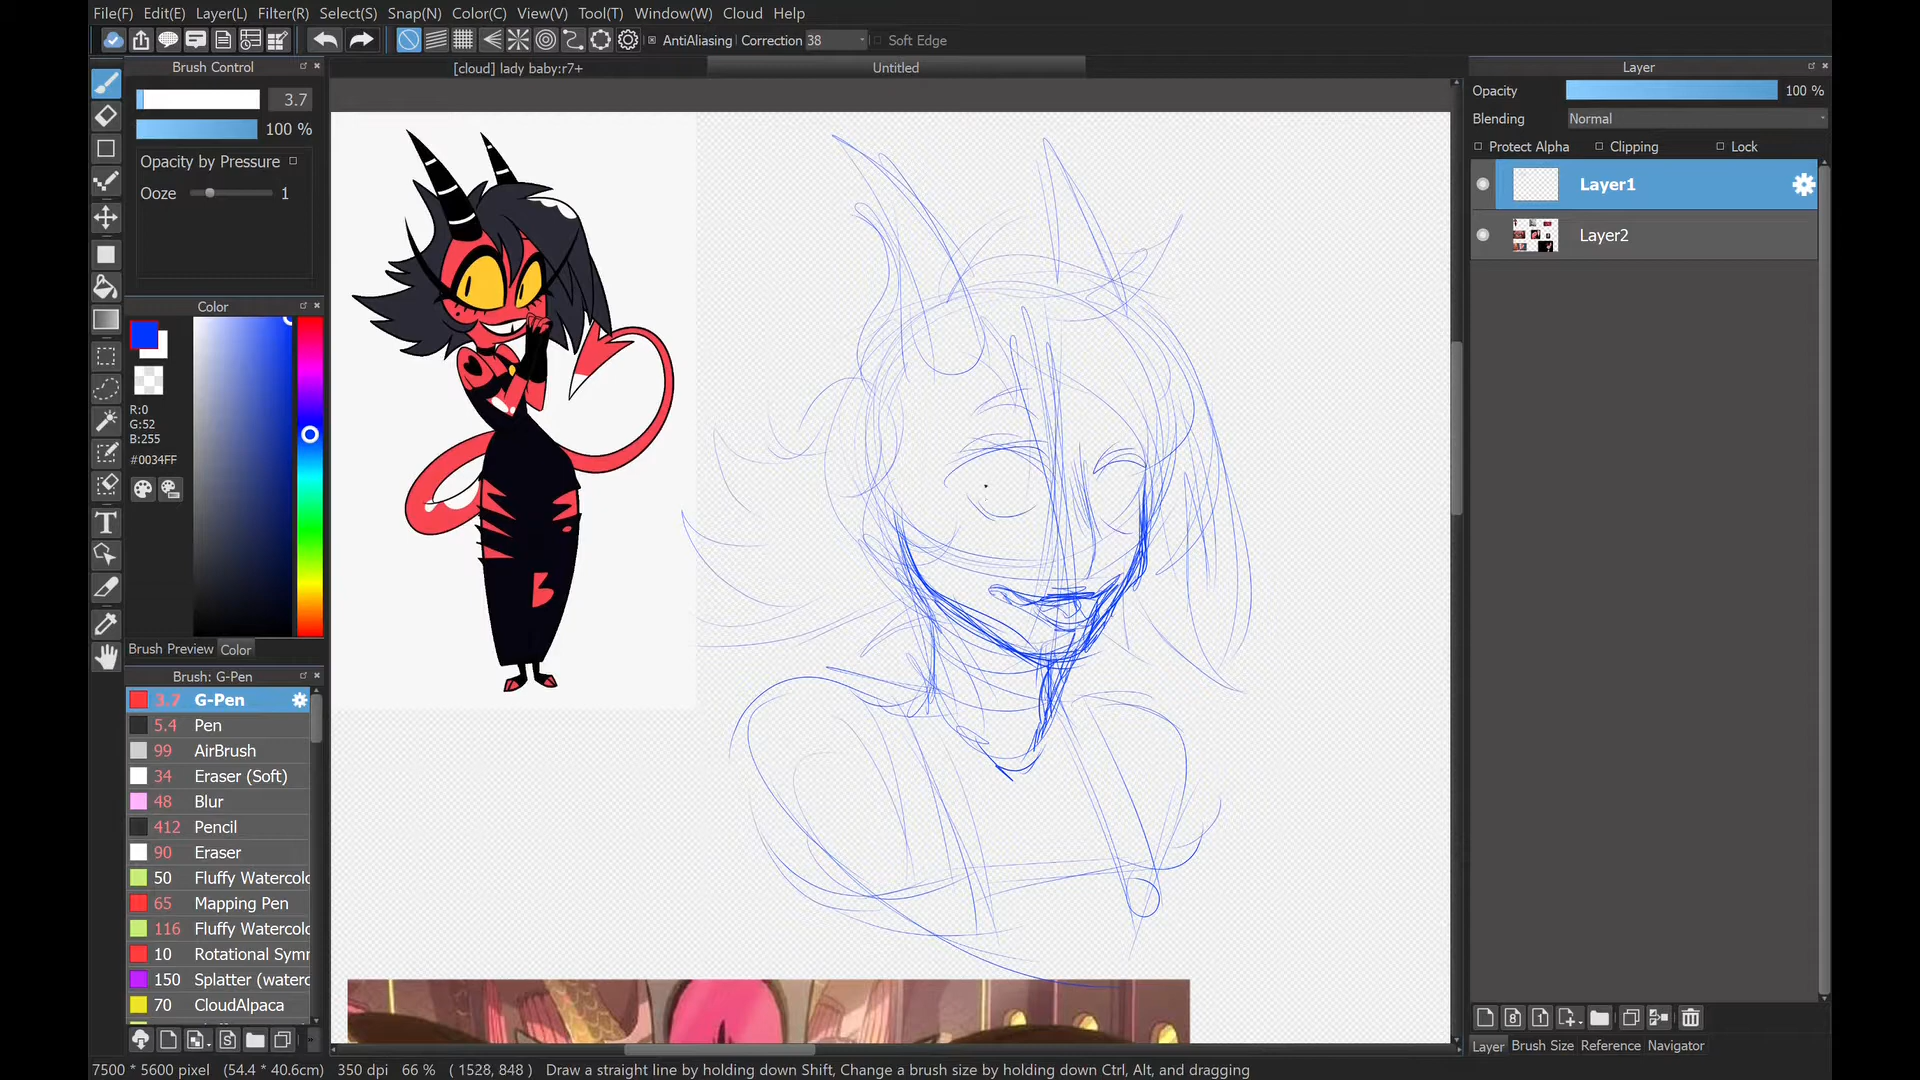 File(F) Edit(E) Layer(L) Filter(R) Select(S) Snap(N) Color(C) View(V) Tool(T) Window(W) Cloud Help
AntiAliasing Correction 38 Soft Edge
Brush Control
[cloud] lady baby:r7+
Untitled
Layer
3.7
100 %
Opacity by Pressure
Ooze 1
Color
R:0
G:52
B:255
#0034FF
Brush Preview Color
Brush: G-Pen
3.7 G-Pen
5.4 Pen
99 AirBrush
34 Eraser (Soft)
48 Blur
412 Pencil
90 Eraser
50 Fluffy Waterco
65 Mapping Pen
116 Fluffy Waterco
10 Rotational Sym
150 Splatter (water
70 CloudAlpaca
Opacity 100 %
Blending Normal
Protect Alpha Clipping Lock
Layer1
Layer2
Layer Brush Size Reference Navigator
7500 * 5600 pixel (54.4 * 40.6cm) 350 dpi 66 % ( 1528, 848 ) Draw a straight line by holding down Shift, Change a brush size by holding down Ctrl, Alt, and dragging